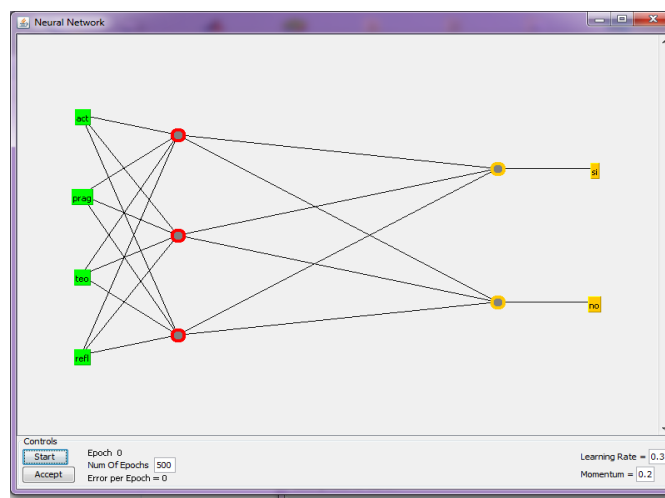 Neural Network
act
prag
teo
refl
si
no
Controls
Start
Accept
Epoch 0
Num Of Epochs 500
Error per Epoch = 0
Learning Rate = 0.3
Momentum = 0.2